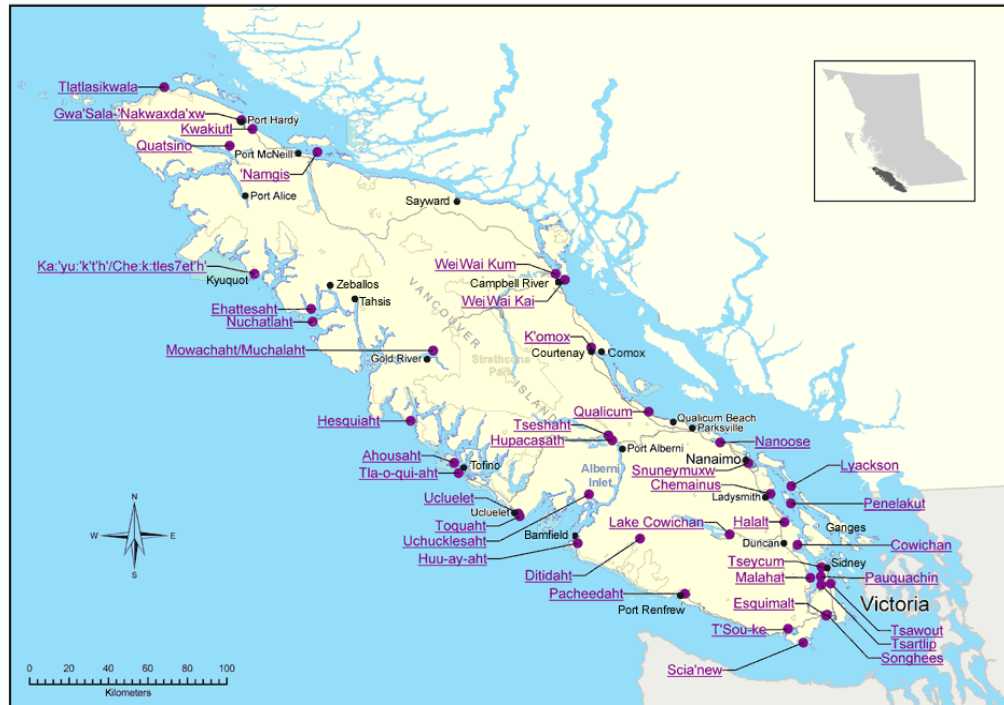 Tlatlasikwala
Gwa'Sala-'Nakwaxda'xw
Port Hardy
Kwakiutl
Quatsino
Port McNeill
'Namgis
Port Alice
Sayward
Ka:'yu:'k't'h'/Che:k:tles7et'h'
Kyuquot
Wei Wai Kum
Campbell River
Wei Wai Kai
Zeballos
Tahsis
Ehattesaht
Nuchatlaht
VANCOUVER
ISLAND
Mowachaht/Muchalaht
Gold River
Strathcona
Park
K'omox
Courtenay
Comox
Hesquiaht
Qualicum
Qualicum Beach
Parksville
Tseshaht
Hupacasath
Port Alberni
Nanoose
Nanaimo
Snuneymuxw
Ahousaht
Tofino
Tla-o-qui-aht
Alberni
Inlet
Lyackson
Chemainus
Ladysmith
Penelakut
Ucluelet
Ucluelet
Toquaht
Uchucklesaht
Bamfield
Huu-ay-aht
Lake Cowichan
Halalt
Ganges
Duncan
Cowichan
Ditidaht
Tseycum
Sidney
Malahat
Pauquachin
Pacheedaht
Port Renfrew
Esquimalt
Victoria
T'Sou-ke
Tsawout
Tsartlip
Songhees
Scia'new
N
W
E
S
0 20 40 60 80 100
Kilometers